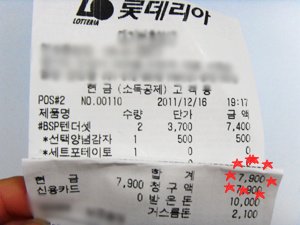 롯데리아
LOTTERIA
현 금 (소득공제) 고 객 용
POS#2 NO.00110 2011/12/16 19:17
제품명 수량 단가 금 액
#BSP텐더셋 2 3,700 7,400
*선택양념감자 1 500 500
*세트포테이토 1 0 0
합 계 7,900
현 금 7,900 청 구 액 7,900
신용카드 0 받 은 돈 10,000
거스름돈 2,100